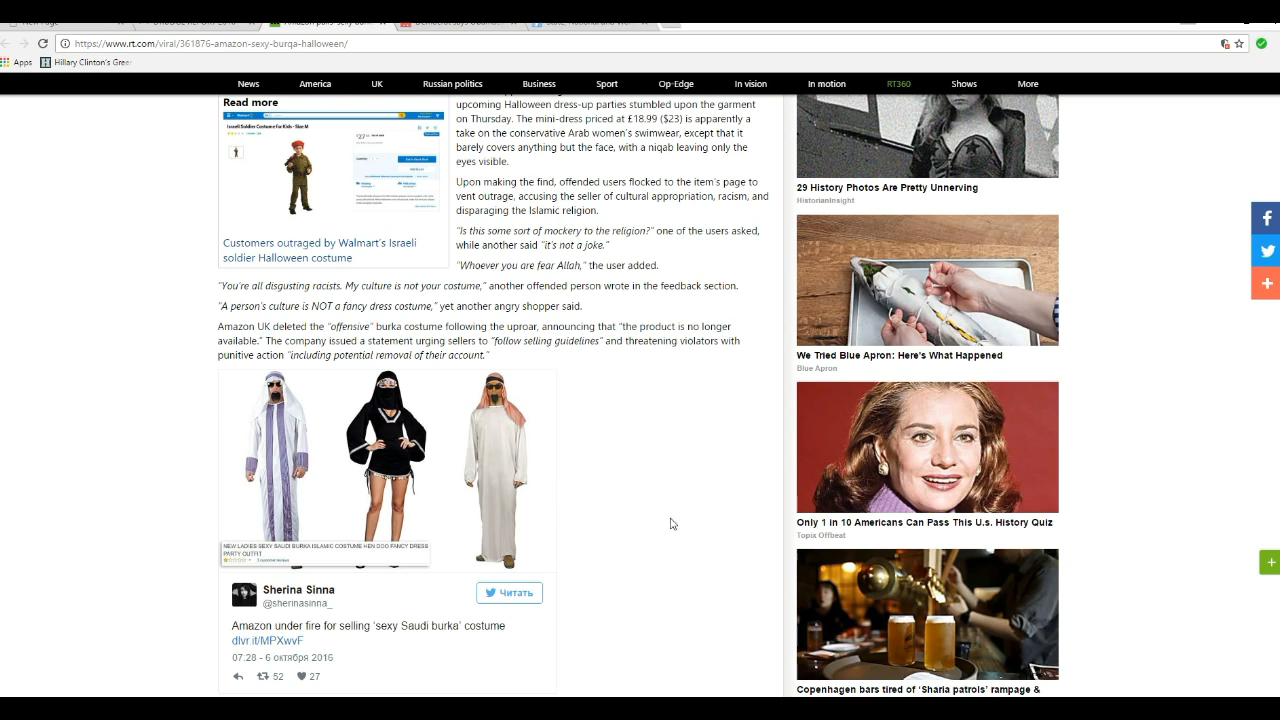 https://www.rt.com/viral/361876-amazon-sexy-burqa-halloween/
Apps
Hillary Clinton's Gree
News America UK Russian politics Business Sport Op-Edge In vision In motion RT360 Shows More
Read more
Israeli Soldier Costume for Kids - Size M
Customers outraged by Walmart's Israeli
soldier Halloween costume
upcoming Halloween dress-up parties stumbled upon the garment
on Thursday. The mini-dress priced at £18.99 ($23) is apparently a
take on the conservative Arab women's swimwear, except that it
barely covers anything but the face, with a niqab leaving only the
eyes visible.
Upon making the find, offended users flocked to the item's page to
vent outrage, accusing the seller of cultural appropriation, racism, and
disparaging the Islamic religion.
"Is this some sort of mockery to the religion?" one of the users asked,
while another said "it's not a joke."
"Whoever you are fear Allah," the user added.
"You're all disgusting racists. My culture is not your costume," another offended person wrote in the feedback section.
"A person's culture is NOT a fancy dress costume," yet another angry shopper said.
Amazon UK deleted the "offensive" burka costume following the uproar, announcing that "the product is no longer
available." The company issued a statement urging sellers to "follow selling guidelines" and threatening violators with
punitive action "including potential removal of their account."
NEW LADIES SEXY SAUDI BURKA ISLAMIC COSTUME HEN DOO FANCY DRESS
PARTY OUTFIT
3 customer reviews
Sherina Sinna
@sherinasinna_
Читать
Amazon under fire for selling 'sexy Saudi burka' costume
dlvr.it/MPXwvF
07:28 - 6 октября 2016
52 27
29 History Photos Are Pretty Unnerving
HistorianInsight
We Tried Blue Apron: Here's What Happened
Blue Apron
Only 1 in 10 Americans Can Pass This U.s. History Quiz
Topix Offbeat
Copenhagen bars tired of 'Sharia patrols' rampage &